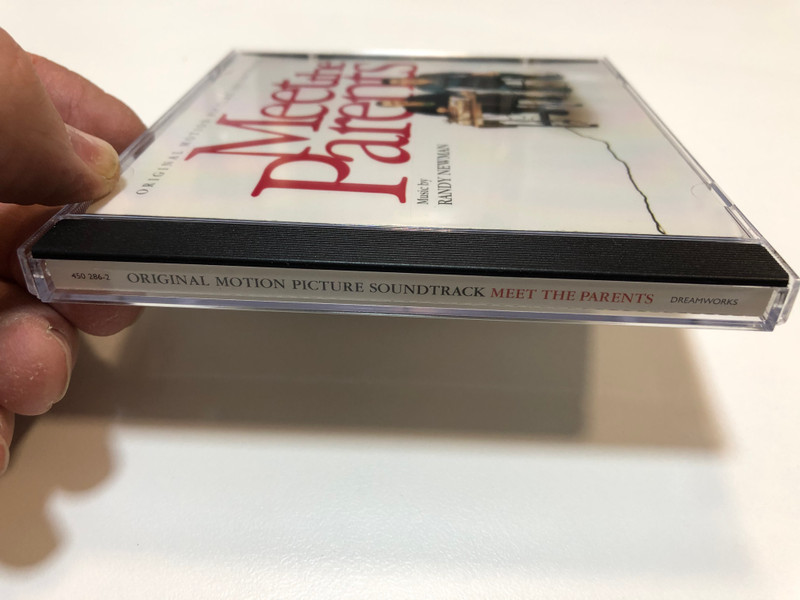 ORIGINAL MOTION
Meet the
Parents
Music by
RANDY NEWMAN
450 286-2 ORIGINAL MOTION PICTURE SOUNDTRACK MEET THE PARENTS DREAMWORKS